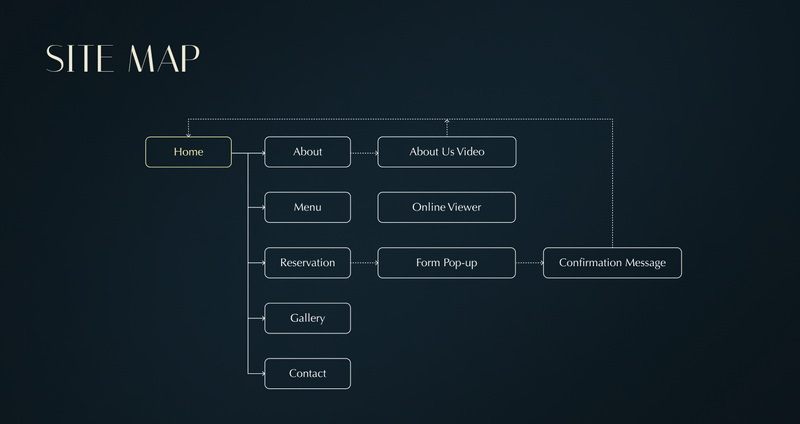 SITE MAP
Home
About
About Us Video
Menu
Online Viewer
Reservation
Form Pop-up
Confirmation Message
Gallery
Contact